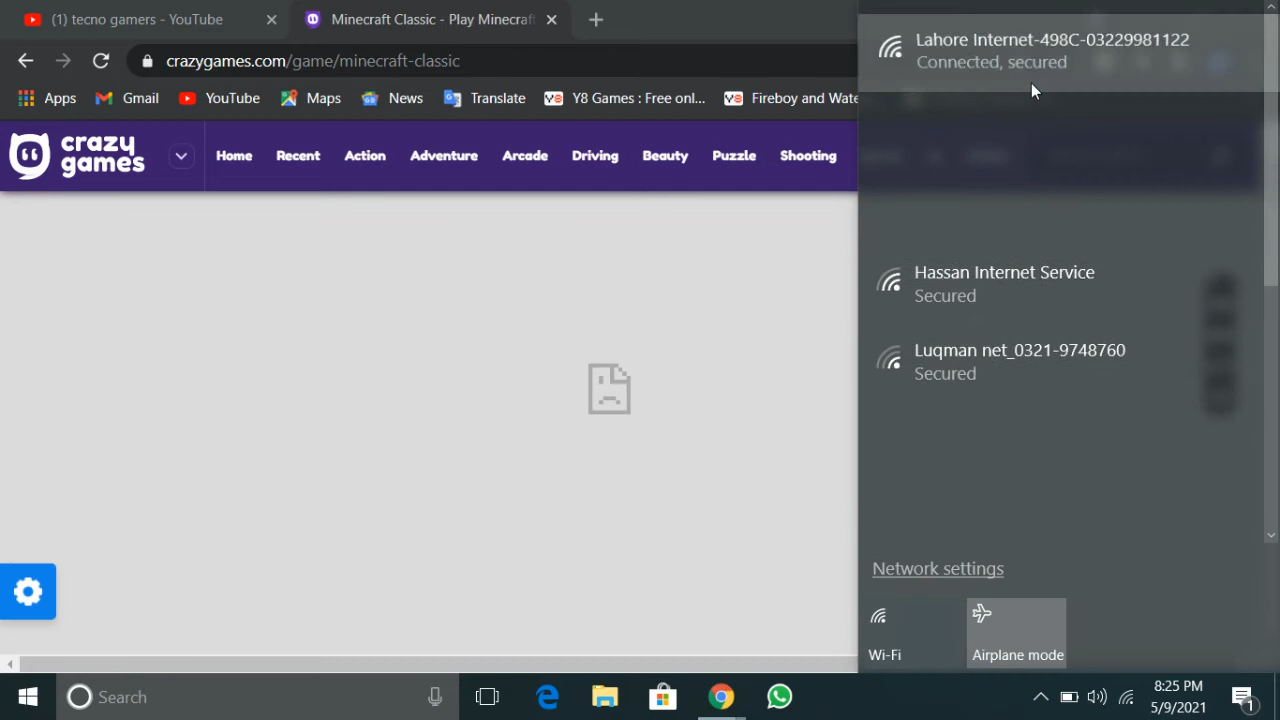 (1) tecno gamers - YouTube
Minecraft Classic - Play Minecraf
crazygames.com/game/minecraft-classic
Apps
Gmail
YouTube
Maps
News
Translate
Y8 Games : Free onl...
Fireboy and Wate
crazy
games
Home
Recent
Action
Adventure
Arcade
Driving
Beauty
Puzzle
Shooting
Lahore Internet-498C-03229981122
Connected, secured
Hassan Internet Service
Secured
Luqman net_0321-9748760
Secured
Network settings
Wi-Fi
Airplane mode
Search
8:25 PM
5/9/2021
1